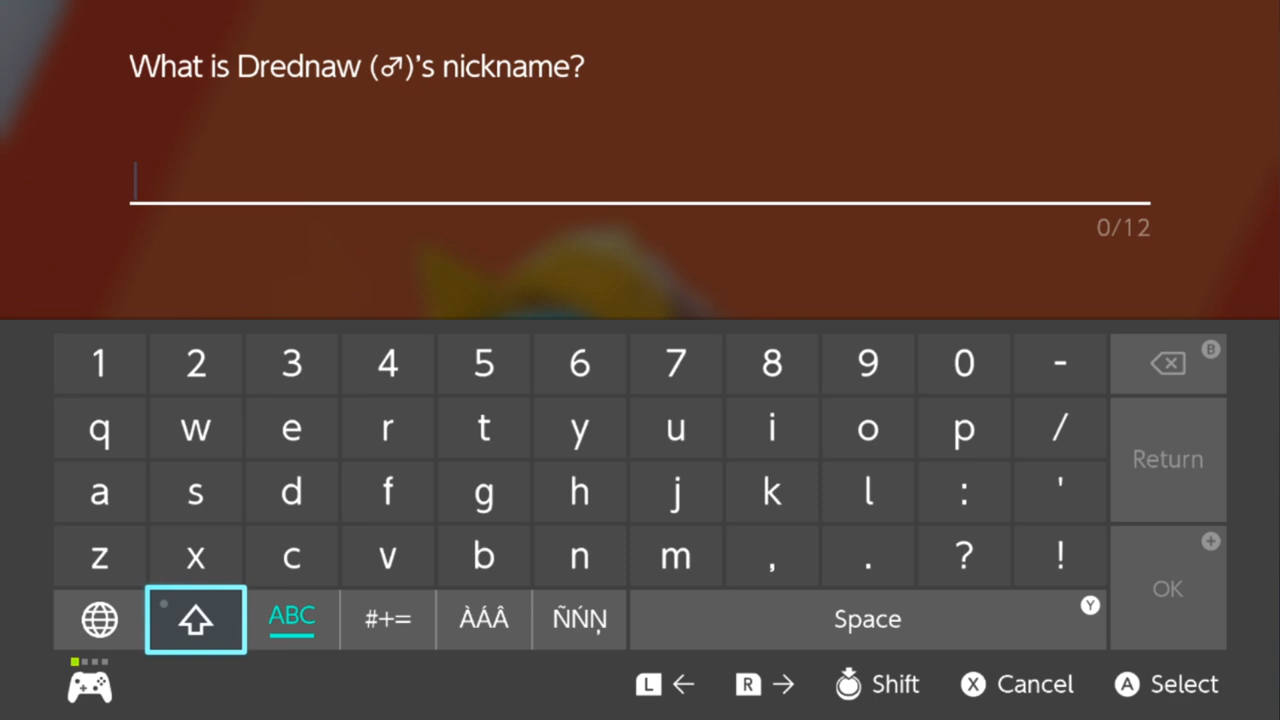 What is Drednaw (♂)'s nickname?
0/12
1 2 3 4 5 6 7 8 9 0 - B
q w e r t y u i o p /
Return
a s d f g h j k l : '
z x c v b n m , . ? ! +
OK
ABC #+= ÀÁÂ ÑŃŅ Space Y
L ← R → Shift X Cancel A Select